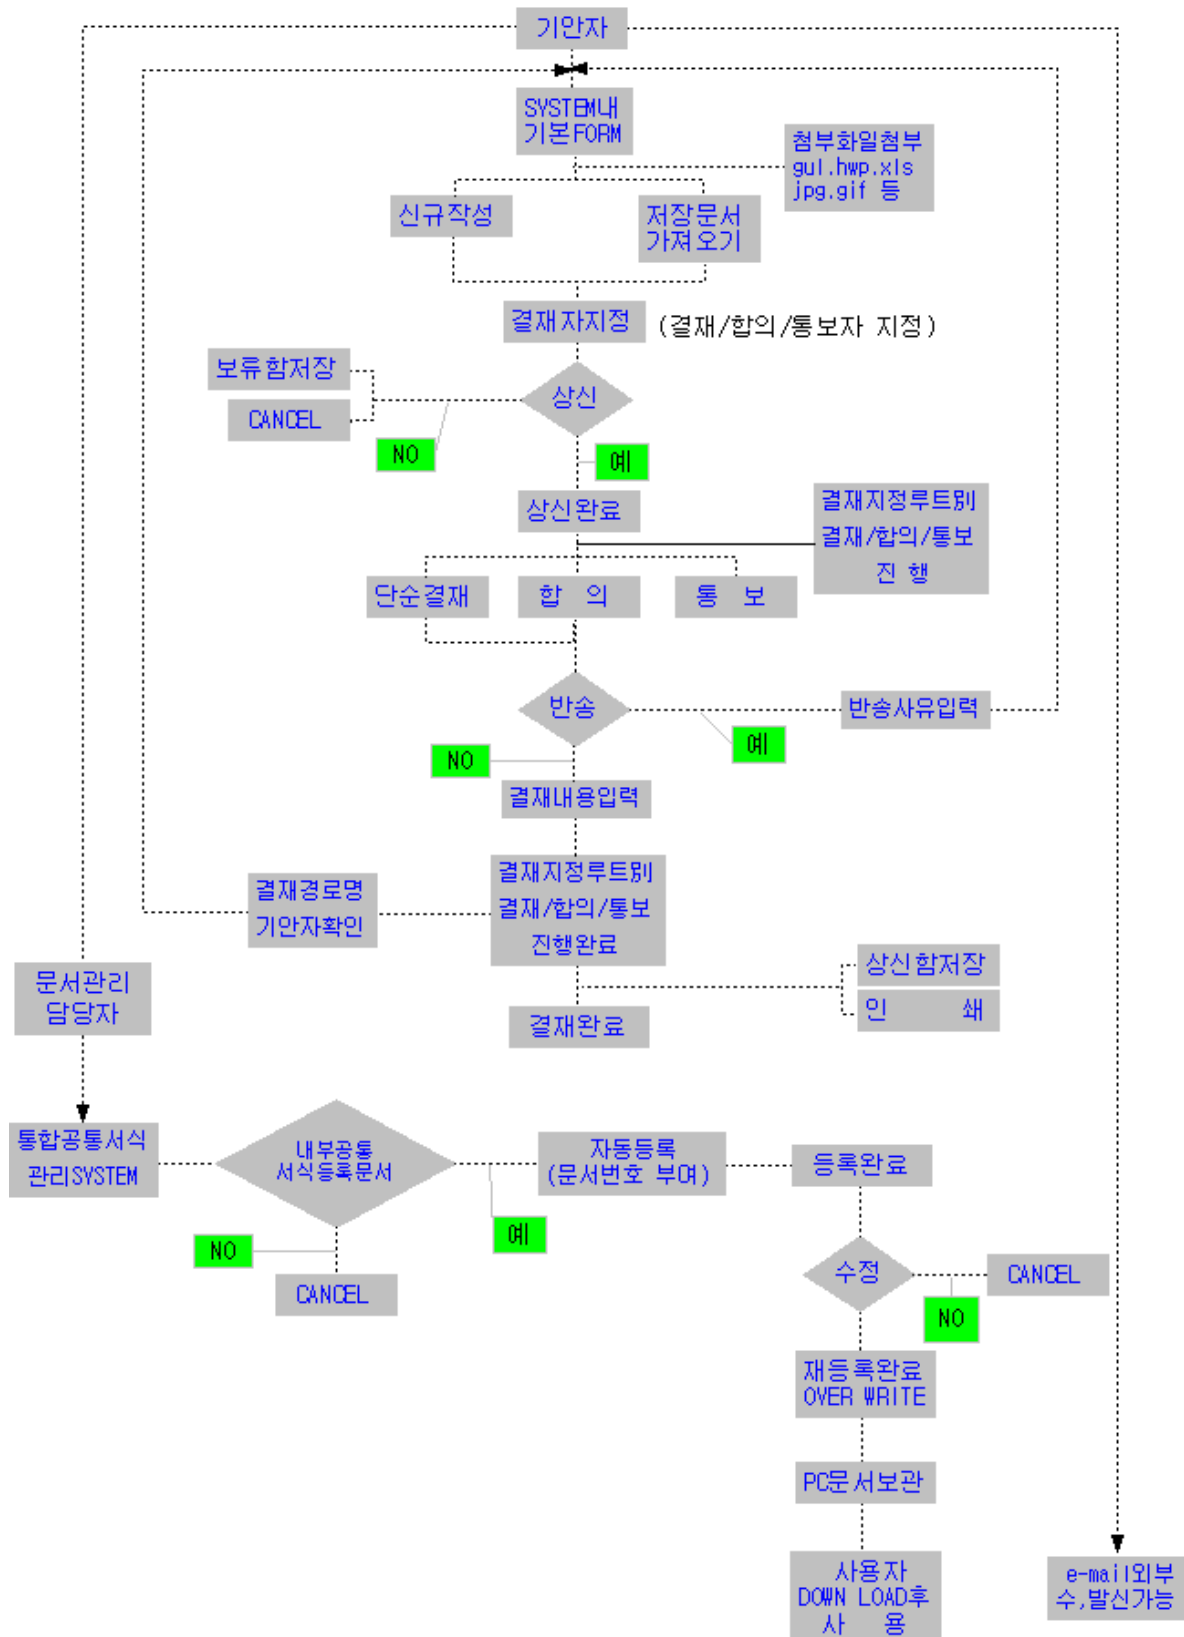 기안자
SYSTEM내
기본FORM
첨부화일첨부
gul.hwp.xls
jpg.gif 등
신규작성
저장문서
가져오기
결재자지정
(결재/합의/통보자 지정)
보류함저장
상신
CANCEL
NO
예
상신완료
결재지정루트別
결재/합의/통보
진 행
단순결재
합 의
통 보
반송
반송사유입력
예
NO
결재내용입력
결재지정루트別
결재/합의/통보
진행완료
결재경로명
기안자확인
상신함저장
인 쇄
문서관리
담당자
결재완료
통합공통서식
관리SYSTEM
내부공통
서식등록문서
자동등록
(문서번호 부여)
등록완료
예
NO
CANCEL
수정
CANCEL
NO
재등록완료
OVER WRITE
PC문서보관
사용자
DOWN LOAD후
사 용
e-mail외부
수,발신가능